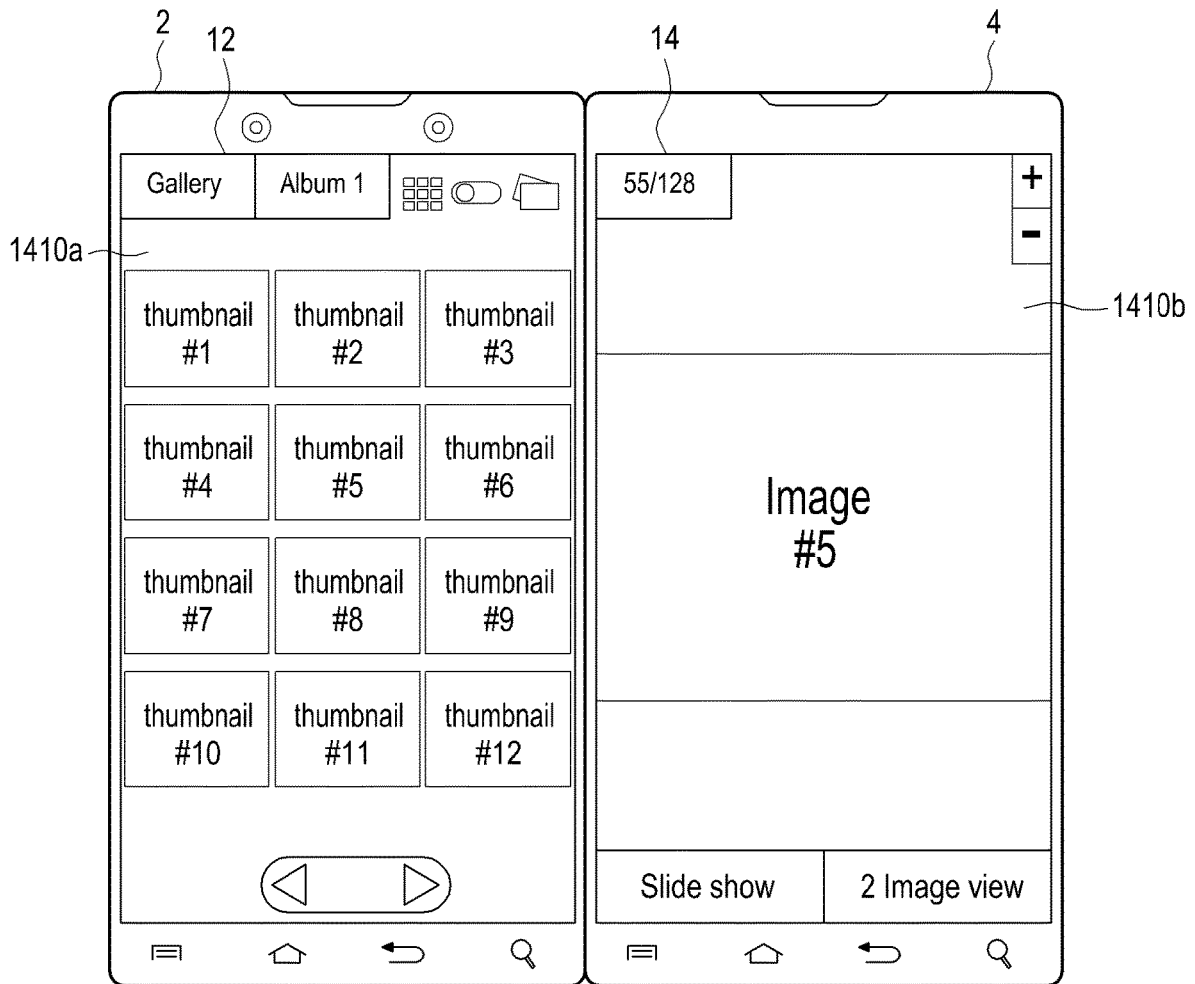 2
12
14
4
Gallery
Album 1
55/128
+
-
1410a
1410b
thumbnail
#1
thumbnail
#2
thumbnail
#3
thumbnail
#4
thumbnail
#5
thumbnail
#6
thumbnail
#7
thumbnail
#8
thumbnail
#9
thumbnail
#10
thumbnail
#11
thumbnail
#12
Image
#5
Slide show
2 Image view